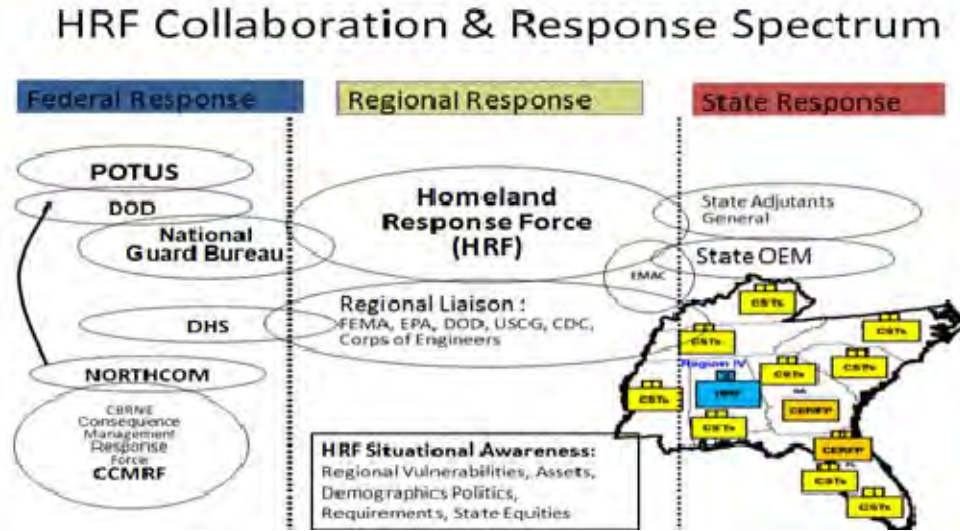 HRF Collaboration & Response Spectrum
Federal Response
Regional Response
State Response
POTUS
DOD
National
Guard Bureau
DHS
NORTHCOM
CBRNE
Consequence
Management
Response
Force
CCMRF
Homeland
Response Force
(HRF)
EMAC
Regional Liaison :
FEMA, EPA, DOD, USCG, CDC,
Corps of Engineers
HRF Situational Awareness:
Regional Vulnerabilities, Assets,
Demographics Politics,
Requirements, State Equities
State Adjutants
General
State OEM
CSTs
CSTs
CSTs
Region IV
CSTs
CSTs
HRF
CSTs
CERFP
CSTs
CERFP
CSTs
CSTs